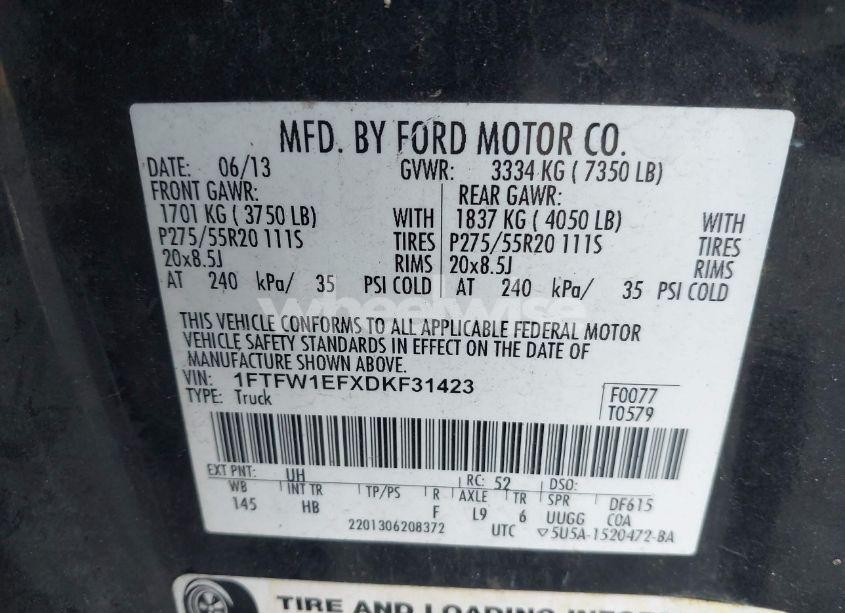 MFD. BY FORD MOTOR CO.
DATE: 06/13 GVWR: 3334 KG ( 7350 LB)
FRONT GAWR: REAR GAWR:
1701 KG ( 3750 LB) WITH 1837 KG ( 4050 LB) WITH
P275/55R20 111S TIRES P275/55R20 111S TIRES
20x8.5J RIMS 20x8.5J RIMS
AT 240 kPa/ 35 PSI COLD AT 240 kPa/ 35 PSI COLD
wheelwise
THIS VEHICLE CONFORMS TO ALL APPLICABLE FEDERAL MOTOR
VEHICLE SAFETY STANDARDS IN EFFECT ON THE DATE OF
MANUFACTURE SHOWN ABOVE.
VIN: 1FTFW1EFXDKF31423 F0077
TYPE: Truck T0579
EXT PNT: UH RC: 52 DSO:
WB INT TR TP/PS R AXLE TR SPR DF615
145 HB F L9 6 UUGG COA
2201306208372 UTC ▽5U5A-1520472-BA
TIRE AND LOADING